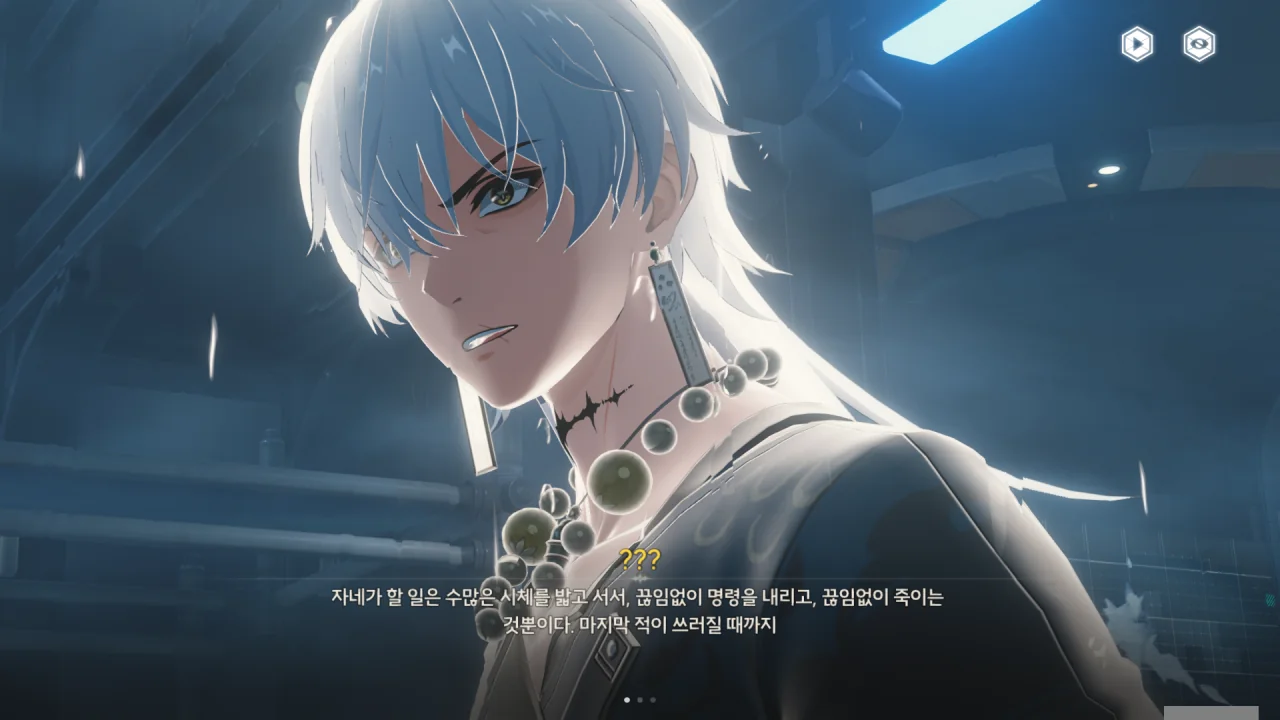 ???
자네가 할 일은 수많은 시체를 밟고 서서, 끊임없이 명령을 내리고, 끊임없이 죽이는
것뿐이다. 마지막 적이 쓰러질 때까지